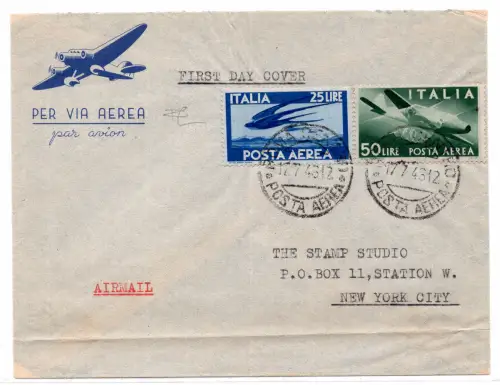 FIRST DAY COVER
PER VIA AEREA
par avion
ITALIA 25 LIRE
POSTA AEREA
ITALIA
50 LIRE POSTA AEREA
POSTA AEREA
POSTA AEREA
THE STAMP STUDIO
P.O.BOX 11,STATION W.
NEW YORK CITY
AIRMAIL